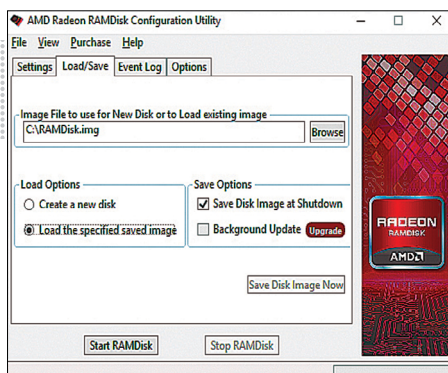 AMD Radeon RAMDisk Configuration Utility
File View Purchase Help
Settings Load/Save Event Log Options
Image File to use for New Disk or to Load existing image
C:\RAMDisk.img Browse
Load Options Save Options
Create a new disk Save Disk Image at Shutdown
Load the specified saved image Background Update Upgrade
Save Disk Image Now
Start RAMDisk Stop RAMDisk
RADEON
RAMDISK
AMD